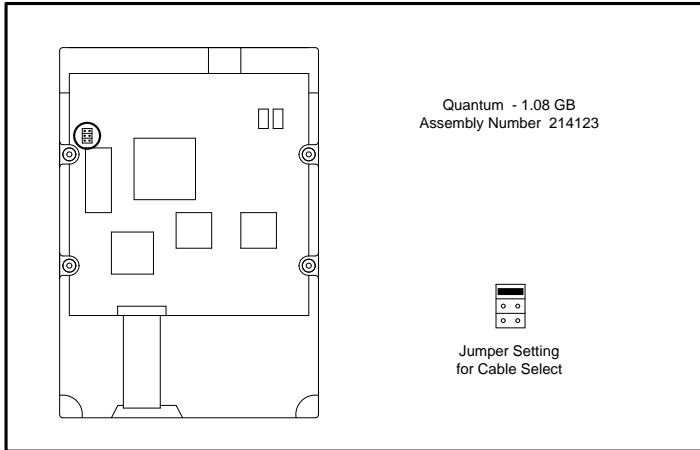 Quantum - 1.08 GB
Assembly Number 214123
Jumper Setting
for Cable Select